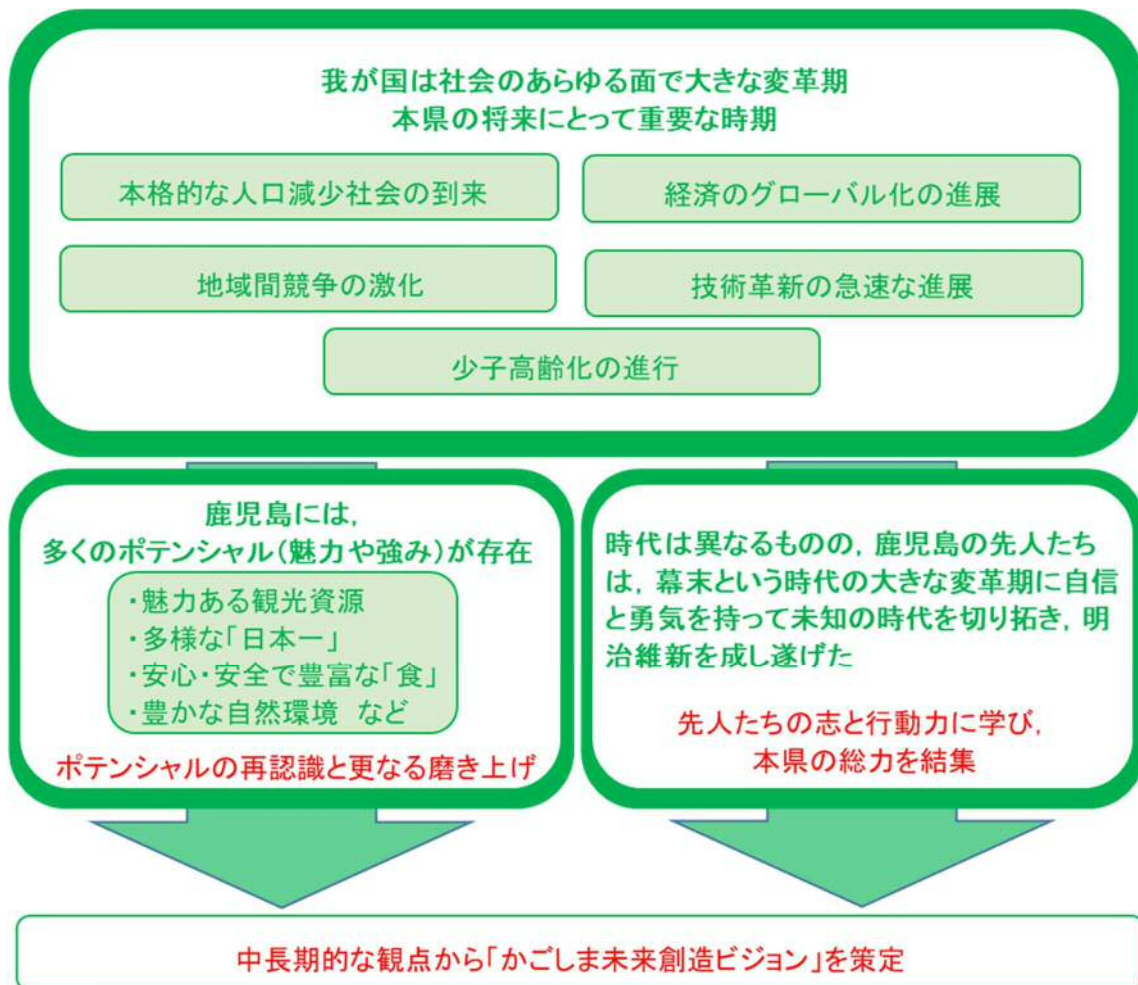 我が国は社会のあらゆる面で大きな変革期
本県の将来にとって重要な時期
本格的な人口減少社会の到来
経済のグローバル化の進展
地域間競争の激化
技術革新の急速な進展
少子高齢化の進行
鹿児島には,
多くのポテンシャル(魅力や強み)が存在
・魅力ある観光資源
・多様な「日本一」
・安心・安全で豊富な「食」
・豊かな自然環境 など
ポテンシャルの再認識と更なる磨き上げ
時代は異なるものの, 鹿児島の先人たち
は, 幕末という時代の大きな変革期に自信
と勇気を持って未知の時代を切り拓き, 明
治維新を成し遂げた
先人たちの志と行動力に学び,
本県の総力を結集
中長期的な観点から「かごしま未来創造ビジョン」を策定